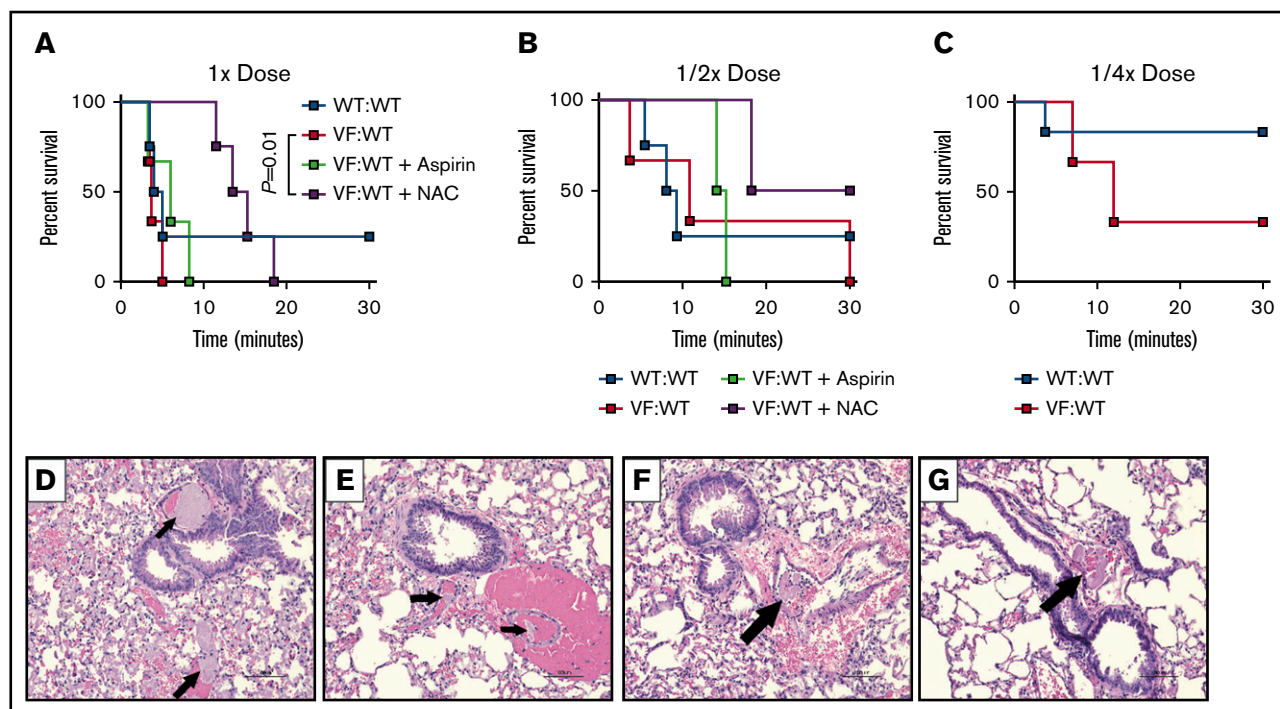 A
1x Dose
Percent survival
100
50
0
0 10 20 30
Time (minutes)
WT:WT
VF:WT
VF:WT + Aspirin
VF:WT + NAC
P=0.01
B
1/2x Dose
Percent survival
100
50
0
0 10 20 30
Time (minutes)
WT:WT VF:WT + Aspirin
VF:WT VF:WT + NAC
C
1/4x Dose
Percent survival
100
50
0
0 10 20 30
Time (minutes)
WT:WT
VF:WT
D
E
F
G